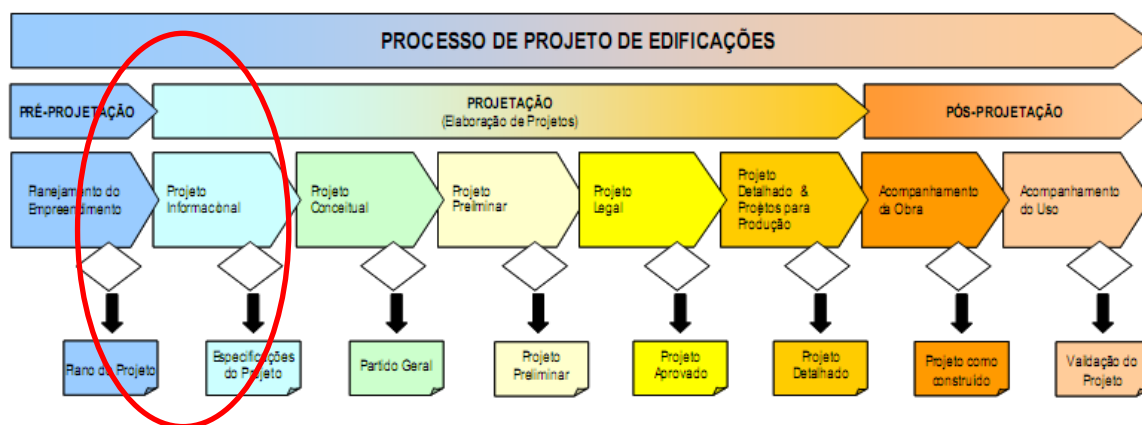 PROCESSO DE PROJETO DE EDIFICAÇÕES
PRÉ-PROJETAÇÃO
PROJETAÇÃO
(Elaboração de Projetos)
PÓS-PROJETAÇÃO
Planejamento do
Empreendimento
Projeto
Informacional
Projeto
Conceitual
Projeto
Preliminar
Projeto
Legal
Projeto
Detalhado &
Projetos para
Produção
Acompanhamento
da Obra
Acompanhamento
do Uso
Plano de Projeto
Especificações
do Projeto
Partido Geral
Projeto
Preliminar
Projeto
Aprovado
Projeto
Detalhado
Projeto como
construído
Validação do
Projeto